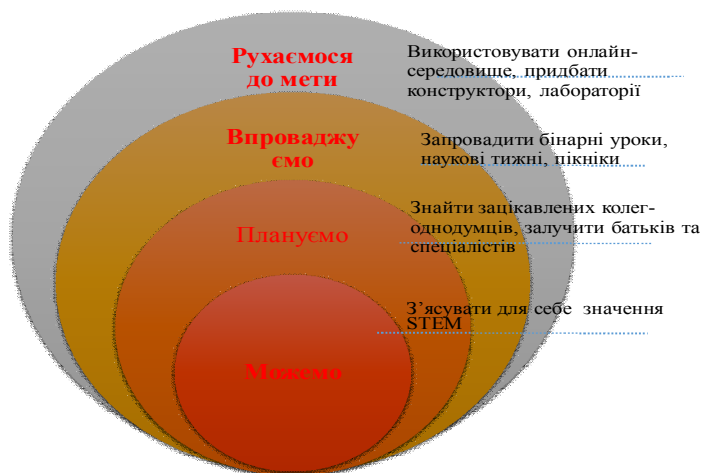 Рухаємося
до мети
Використовувати онлайн-
середовище, придбати
конструктори, лабораторії
Впроваджу
ємо
Запровадити бінарні уроки,
наукові тижні, пікніки
Плануємо
Знайти зацікавлених колег-
однодумців, залучити батьків та
спеціалістів
З’ясувати для себе значення
STEM
Можемо